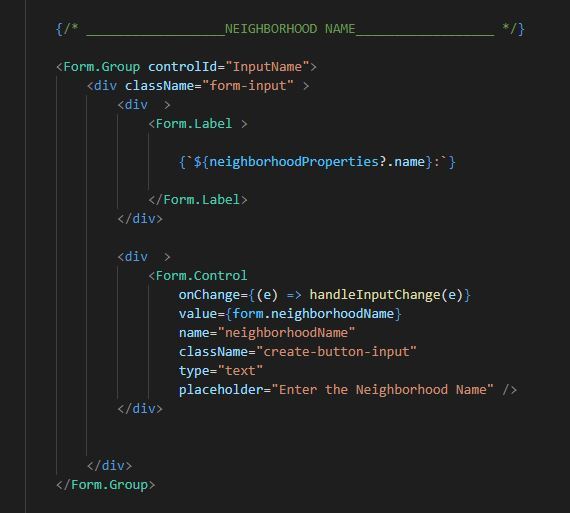 {/* __________________NEIGHBORHOOD NAME__________________ */}
<Form.Group controlId="InputName">
<div className="form-input" >
<div  >
<Form.Label >
{`${neighborhoodProperties?.name}:`}
</Form.Label>
</div>
<div  >
<Form.Control
onChange={(e) => handleInputChange(e)}
value={form.neighborhoodName}
name="neighborhoodName"
className="create-button-input"
type="text"
placeholder="Enter the Neighborhood Name" />
</div>
</div>
</Form.Group>